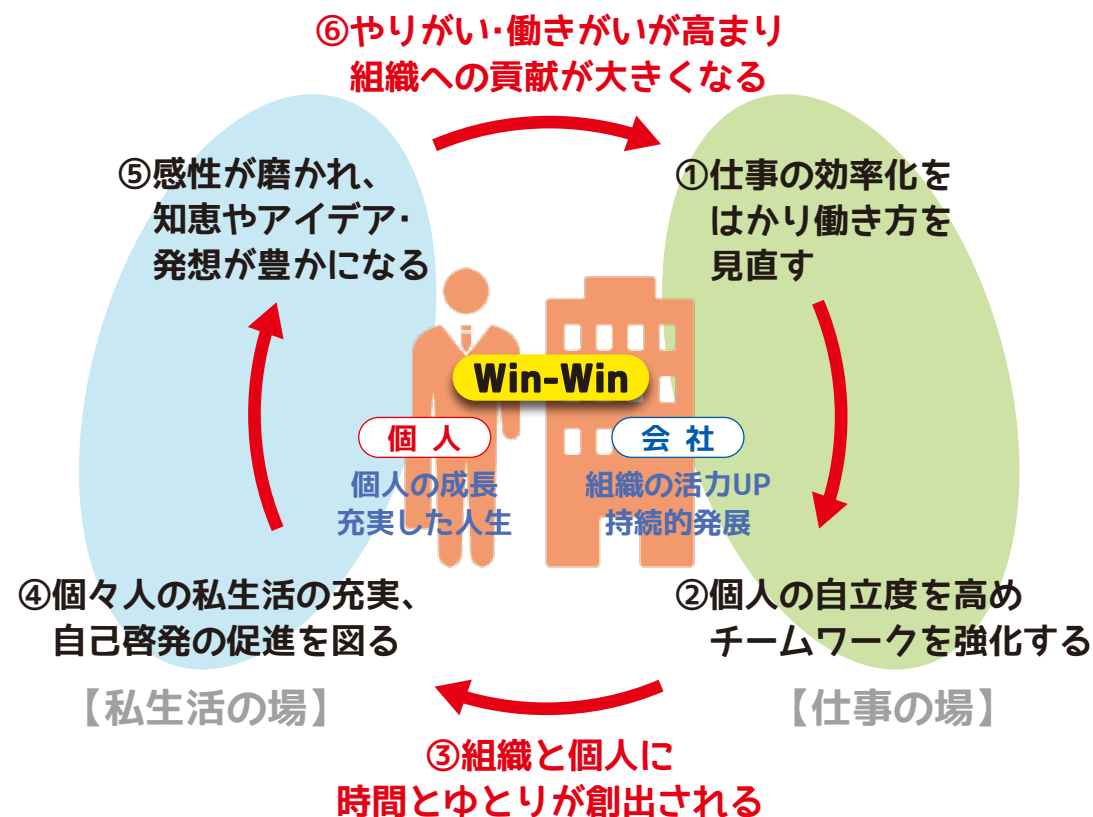 ⑥やりがい・働きがいが高まり
組織への貢献が大きくなる
⑤感性が磨かれ、
知恵やアイデア・
発想が豊かになる
①仕事の効率化を
はかり働き方を
見直す
Win-Win
個人
個人の成長
充実した人生
会社
組織の活力UP
持続的発展
④個々人の私生活の充実、
自己啓発の促進を図る
【私生活の場】
②個人の自立度を高め
チームワークを強化する
【仕事の場】
③組織と個人に
時間とゆとりが創出される